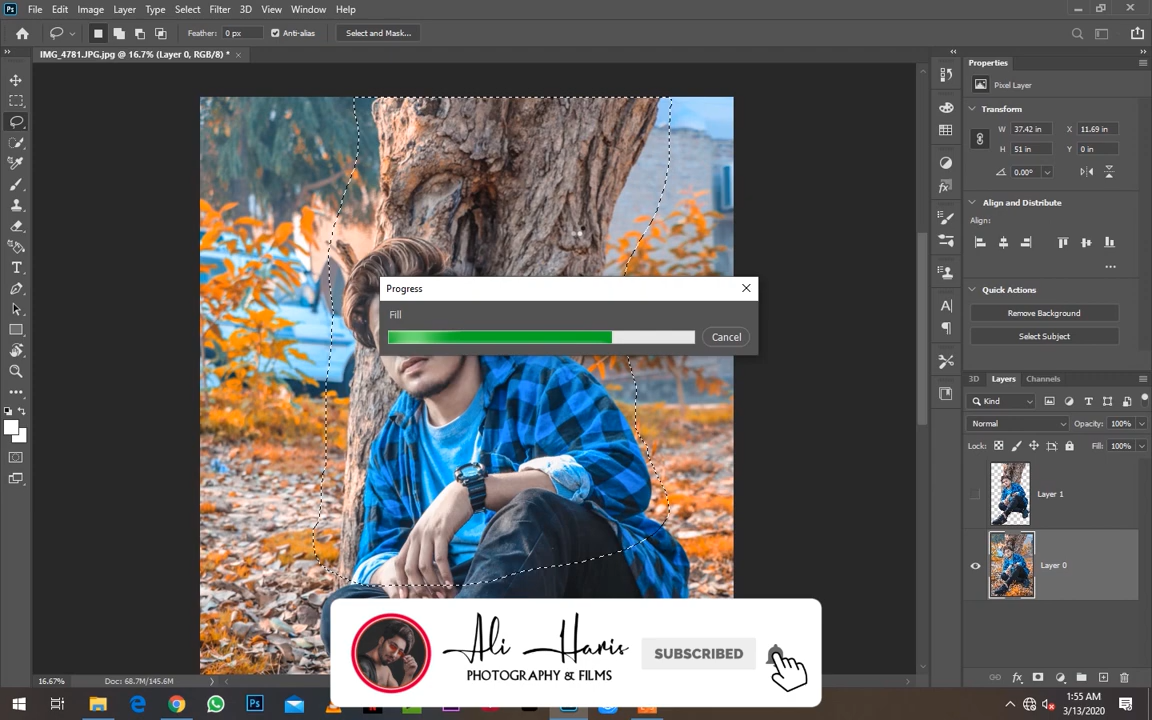 Ps File Edit Image Layer Type Select Filter 3D View Window Help
Feather: 0 px Anti-alias Select and Mask...
IMG_4781.JPG.jpg @ 16.7% (Layer 0, RGB/8) *
Properties
Pixel Layer
Transform
W 37.42 in X 11.69 in
H 51 in Y 0 in
0.00°
Align and Distribute
Align:
Progress
Fill
Cancel
Quick Actions
Remove Background
Select Subject
3D Layers Channels
Kind
Normal Opacity: 100%
Lock: Fill: 100%
Layer 1
Layer 0
Ali Haris
PHOTOGRAPHY & FILMS
SUBSCRIBED
16.67% Doc: 68.7M/145.6M
1:55 AM
3/13/2020